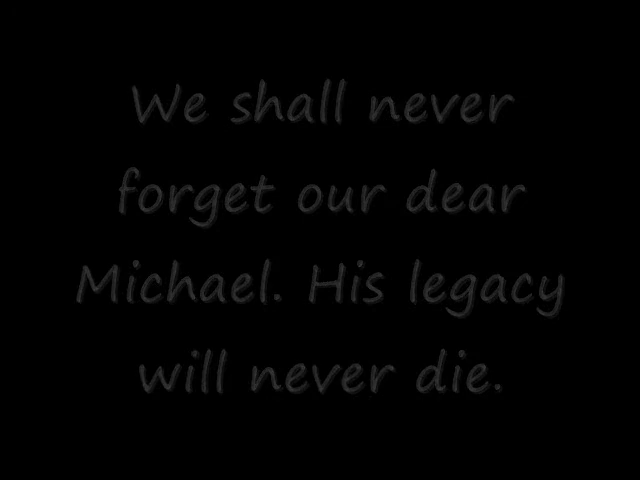 We shall never
forget our dear
Michael. His legacy
will never die.